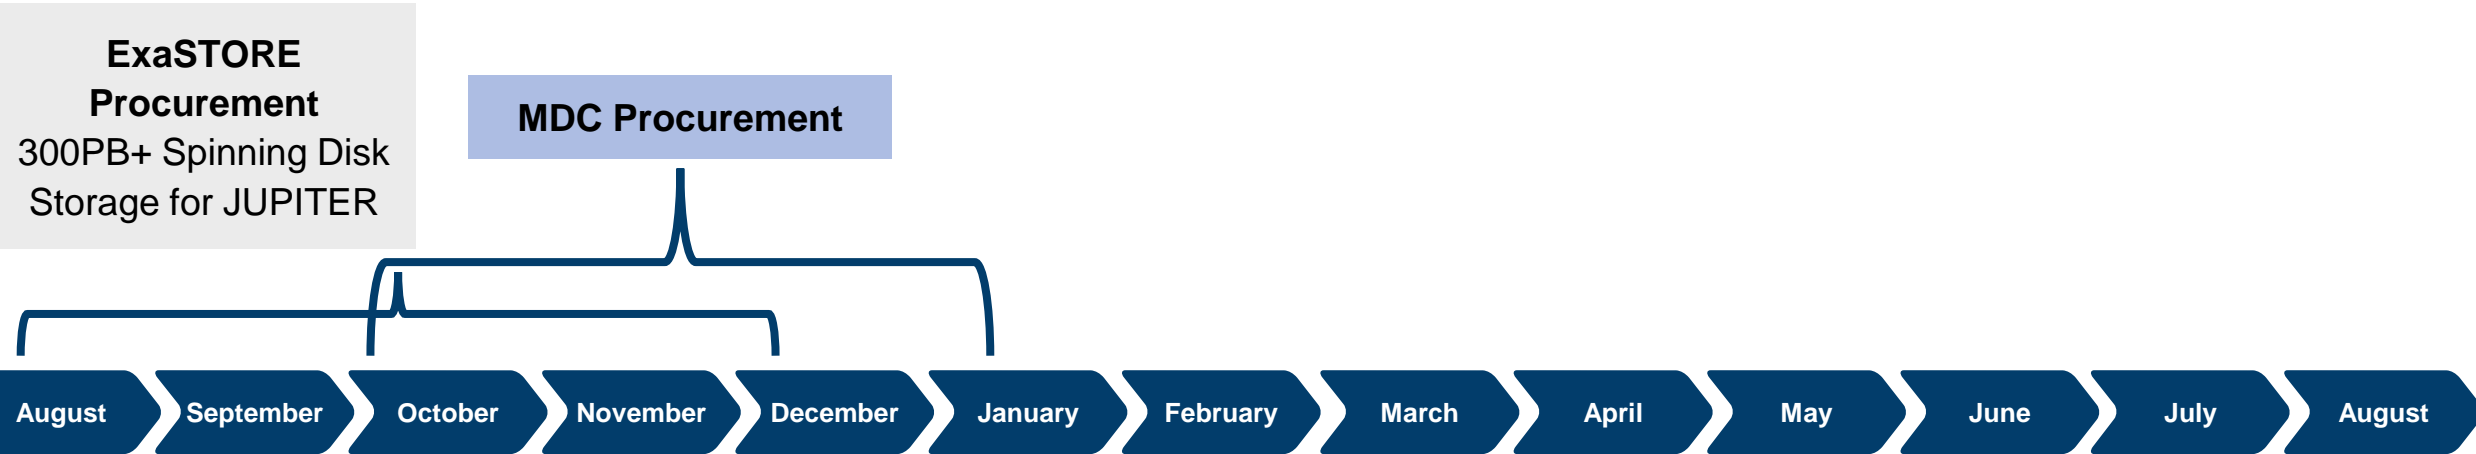 ExaSTORE
Procurement
300PB+ Spinning Disk
Storage for JUPITER
MDC Procurement
August
September
October
November
December
January
February
March
April
May
June
July
August